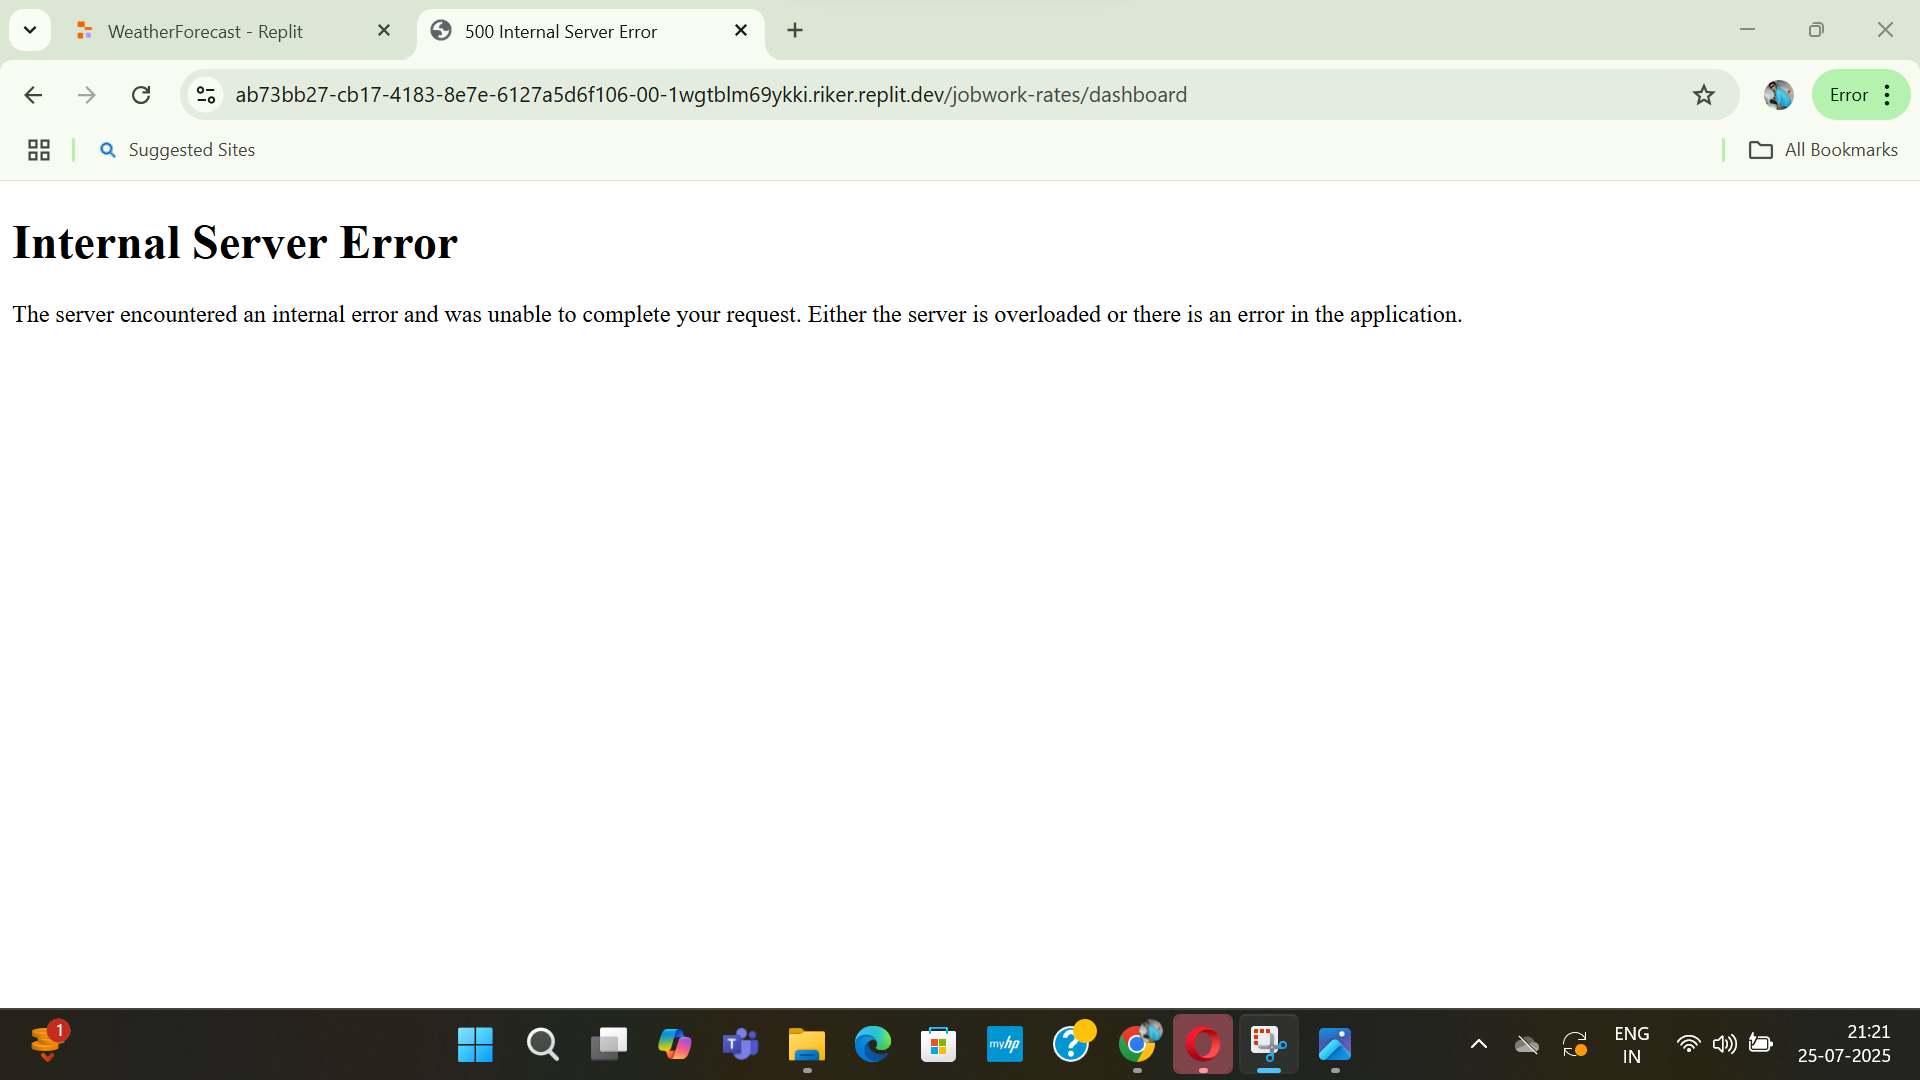 WeatherForecast - Replit
500 Internal Server Error
ab73bb27-cb17-4183-8e7e-6127a5d6f106-00-1wgtblm69ykki.riker.replit.dev/jobwork-rates/dashboard
Error
Suggested Sites
All Bookmarks
Internal Server Error
The server encountered an internal error and was unable to complete your request. Either the server is overloaded or there is an error in the application.
1
T
myhp
?
ENG
IN
21:21
25-07-2025